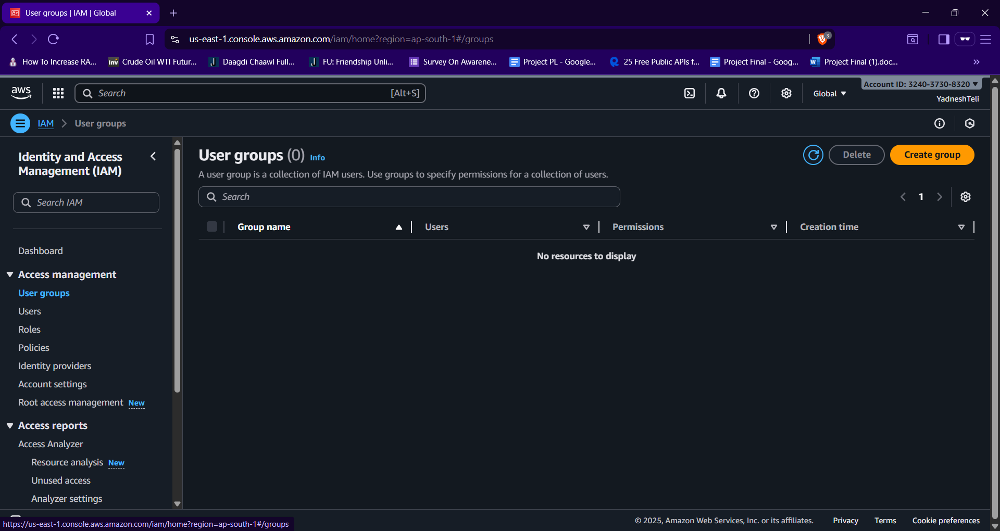 User groups | IAM | Global
us-east-1.console.aws.amazon.com/iam/home?region=ap-south-1#/groups
3
How To Increase RA...
Inv Crude Oil WTI Futur...
Daagdi Chaawl Full...
FU: Friendship Unli...
Survey On Awarene...
Project PL - Google...
25 Free Public APIs f...
Project Final - Goog...
Project Final (1).doc...
aws
Search [Alt+S]
Global
Account ID: 3240-3730-8320
YadneshTeli
IAM > User groups
Identity and Access
Management (IAM)
Search IAM
Dashboard
Access management
User groups
Users
Roles
Policies
Identity providers
Account settings
Root access management New
Access reports
Access Analyzer
Resource analysis New
Unused access
Analyzer settings
User groups (0) Info
Delete
Create group
A user group is a collection of IAM users. Use groups to specify permissions for a collection of users.
Search
1
Group name Users Permissions Creation time
No resources to display
https://us-east-1.console.aws.amazon.com/iam/home?region=ap-south-1#/groups
© 2025, Amazon Web Services, Inc. or its affiliates. Privacy Terms Cookie preferences